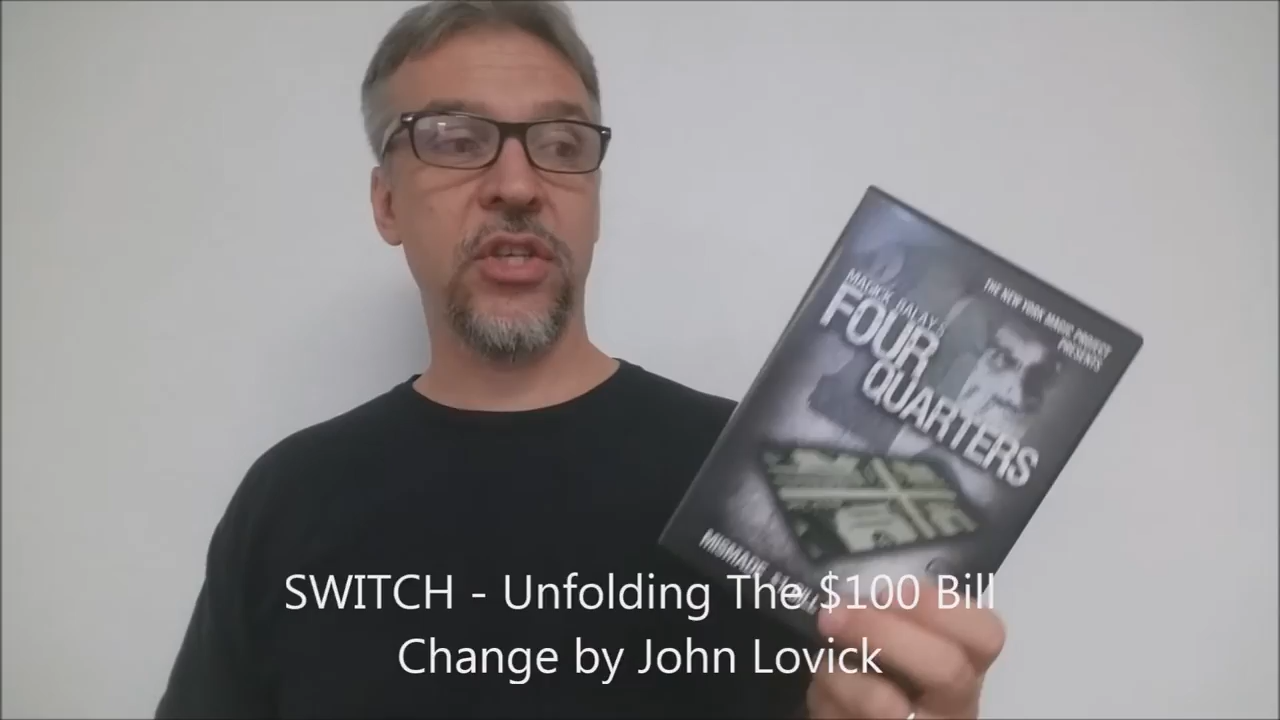 THE NEW YORK MAGIC PROJECT
PRESENTS
MAGICK BALAY'S
FOUR
QUARTERS
MISMADE
SWITCH - Unfolding The $100 Bill
Change by John Lovick